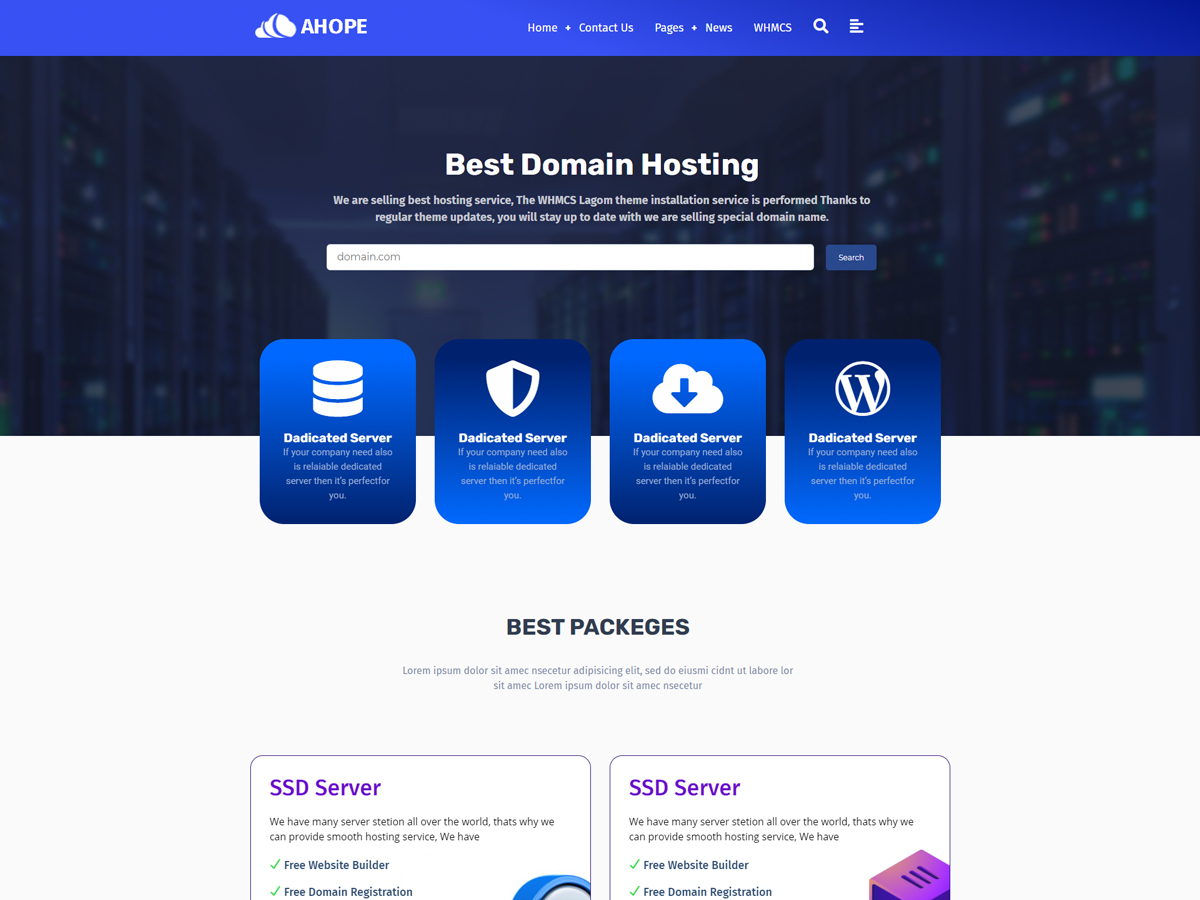 AHOPE
Home + Contact Us Pages + News WHMCS
Best Domain Hosting
We are selling best hosting service, The WHMCS Lagom theme installation service is performed Thanks to
regular theme updates, you will stay up to date with we are selling special domain name.
domain.com
Search
Dadicated Server
If your company need also
is relaiable dedicated
server then it's perfectfor
you.
Dadicated Server
If your company need also
is relaiable dedicated
server then it's perfectfor
you.
Dadicated Server
If your company need also
is relaiable dedicated
server then it's perfectfor
you.
Dadicated Server
If your company need also
is relaiable dedicated
server then it's perfectfor
you.
BEST PACKEGES
Lorem ipsum dolor sit amec nsecetur adipisicing elit, sed do eiusmi cidnt ut labore lor
sit amec Lorem ipsum dolor sit amec nsecetur
SSD Server
We have many server stetion all over the world, thats why we
can provide smooth hosting service, We have
Free Website Builder
Free Domain Registration
SSD Server
We have many server stetion all over the world, thats why we
can provide smooth hosting service, We have
Free Website Builder
Free Domain Registration